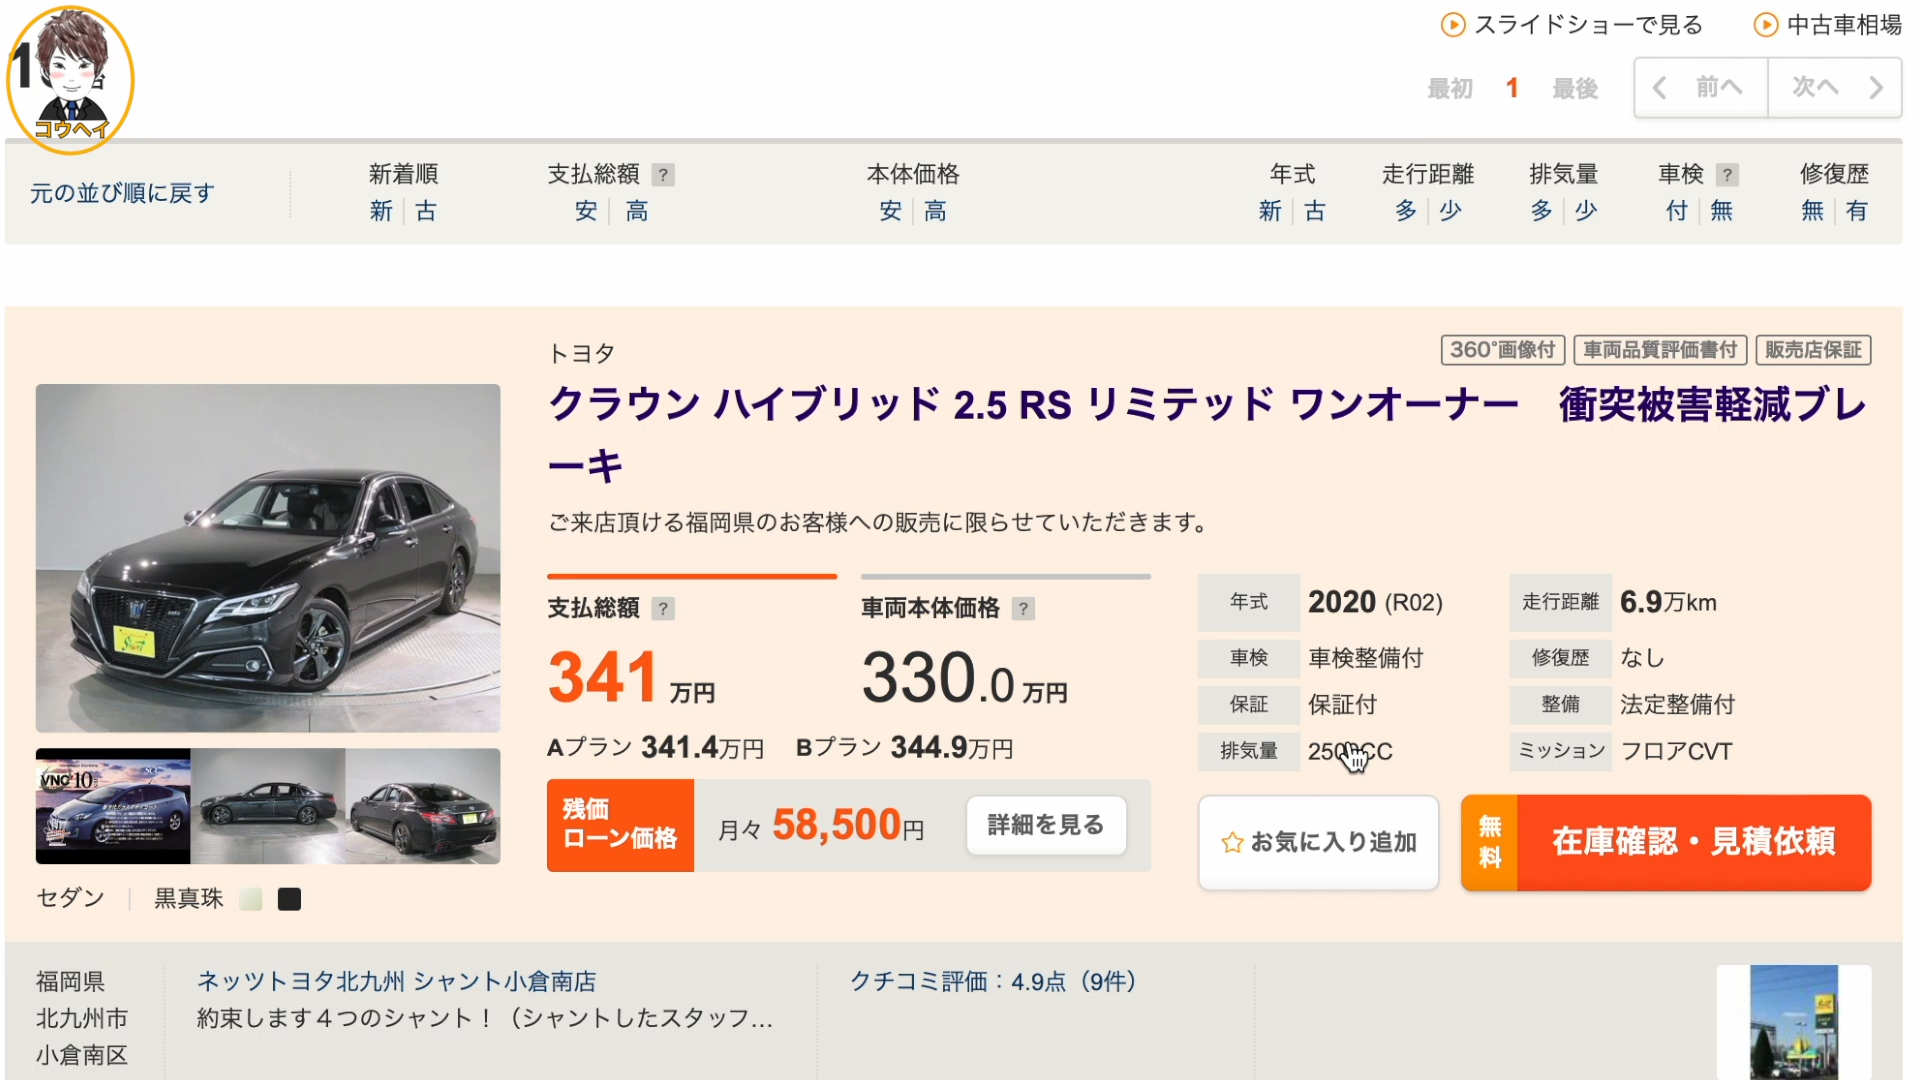 スライドショーで見る
中古車相場
コウヘイ
最初 1 最後
前へ
次へ
元の並び順に戻す
新着順
新 古
支払総額 ?
安 高
本体価格
安 高
年式
新 古
走行距離
多 少
排気量
多 少
車検 ?
付 無
修復歴
無 有
トヨタ
360°画像付 車両品質評価書付 販売店保証
クラウン ハイブリッド 2.5 RS リミテッド ワンオーナー　衝突被害軽減ブレ
ーキ
ご来店頂ける福岡県のお客様への販売に限らせていただきます。
支払総額 ?
341 万円
車両本体価格 ?
330.0 万円
Aプラン 341.4万円 Bプラン 344.9万円
残価
ローン価格
月々 58,500円
詳細を見る
年式 2020 (R02)
走行距離 6.9万km
車検 車検整備付
修復歴 なし
保証 保証付
整備 法定整備付
排気量 2500CC
ミッション フロアCVT
お気に入り追加
無料
在庫確認・見積依頼
VNC 10
セダン 黒真珠
福岡県
北九州市
小倉南区
ネッツトヨタ北九州 シャント小倉南店
約束します４つのシャント！（シャントしたスタッフ…
クチコミ評価：4.9点（9件）